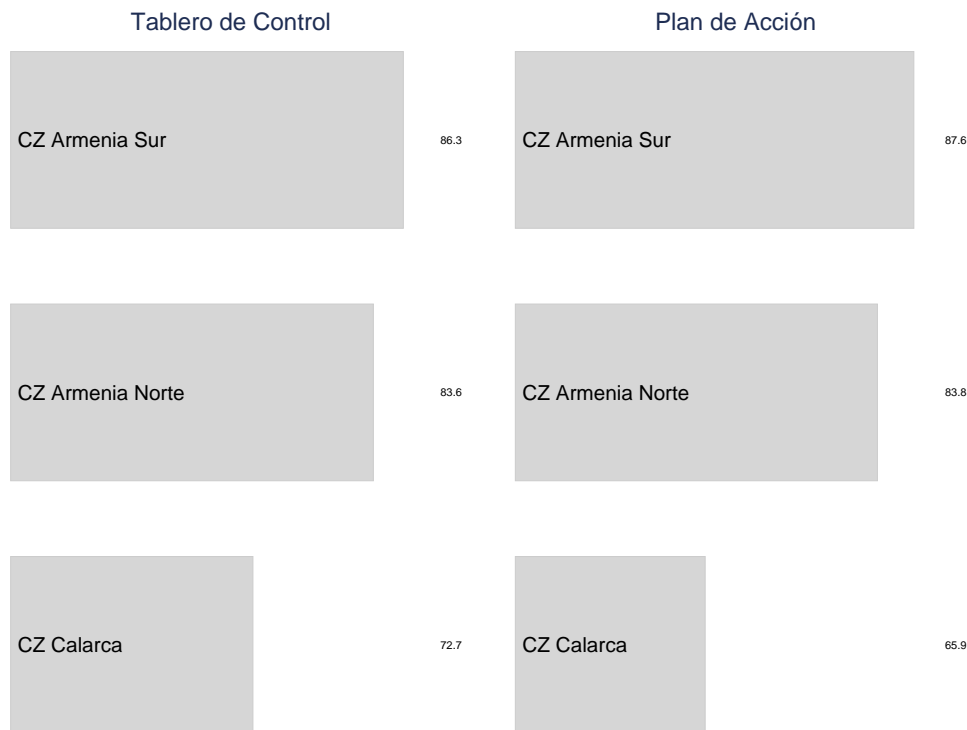 Tablero de Control
CZ Armenia Sur 86.3
CZ Armenia Norte 83.6
CZ Calarca 72.7
Plan de Acción
CZ Armenia Sur 87.6
CZ Armenia Norte 83.8
CZ Calarca 65.9